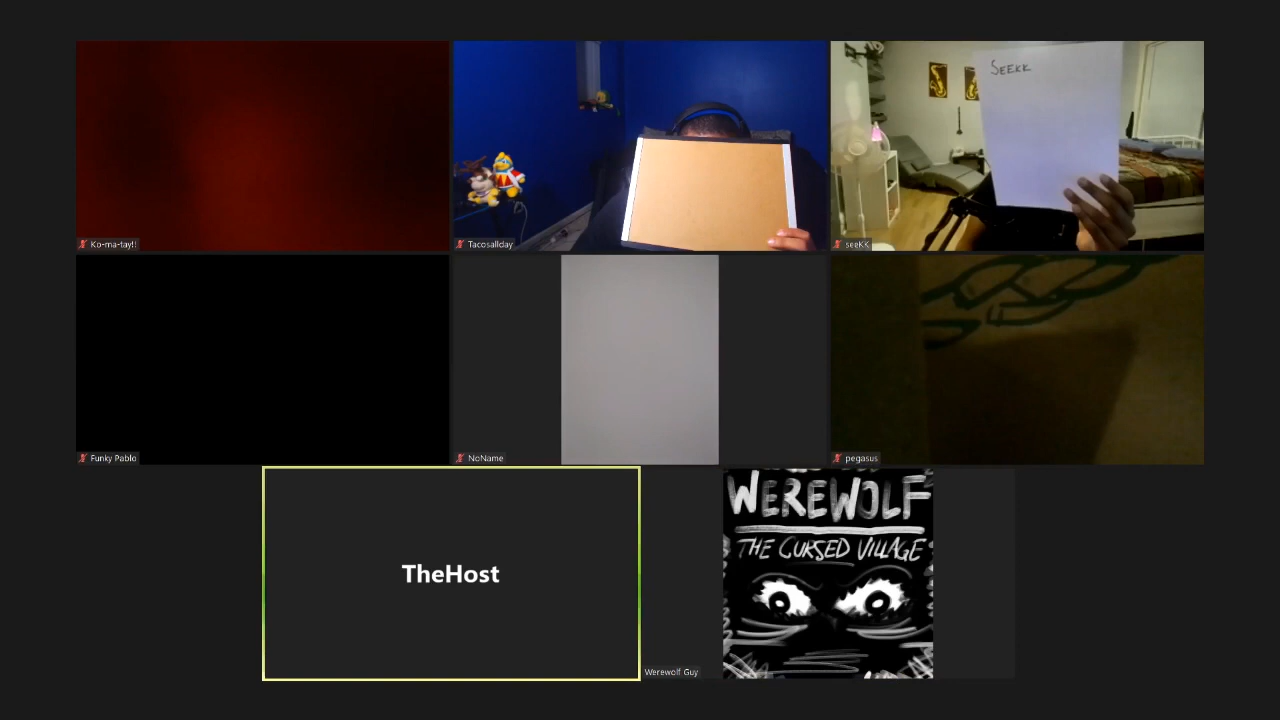 SEEKK
Ko-ma-tay!!
Tacosallday
seeKK
Funky Pablo
NoName
pegasus
TheHost
WEREWOLF
THE CURSED VILLAGE
Werewolf Guy